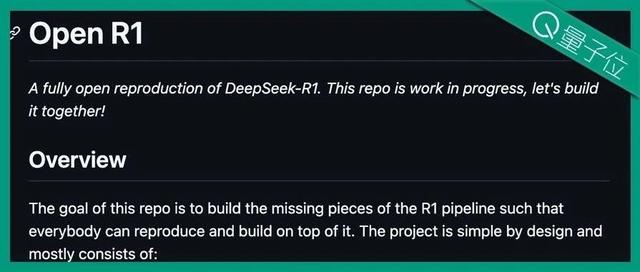 Open R1
量子位
A fully open reproduction of DeepSeek-R1. This repo is work in progress, let's build
it together!
Overview
The goal of this repo is to build the missing pieces of the R1 pipeline such that
everybody can reproduce and build on top of it. The project is simple by design and
mostly consists of: